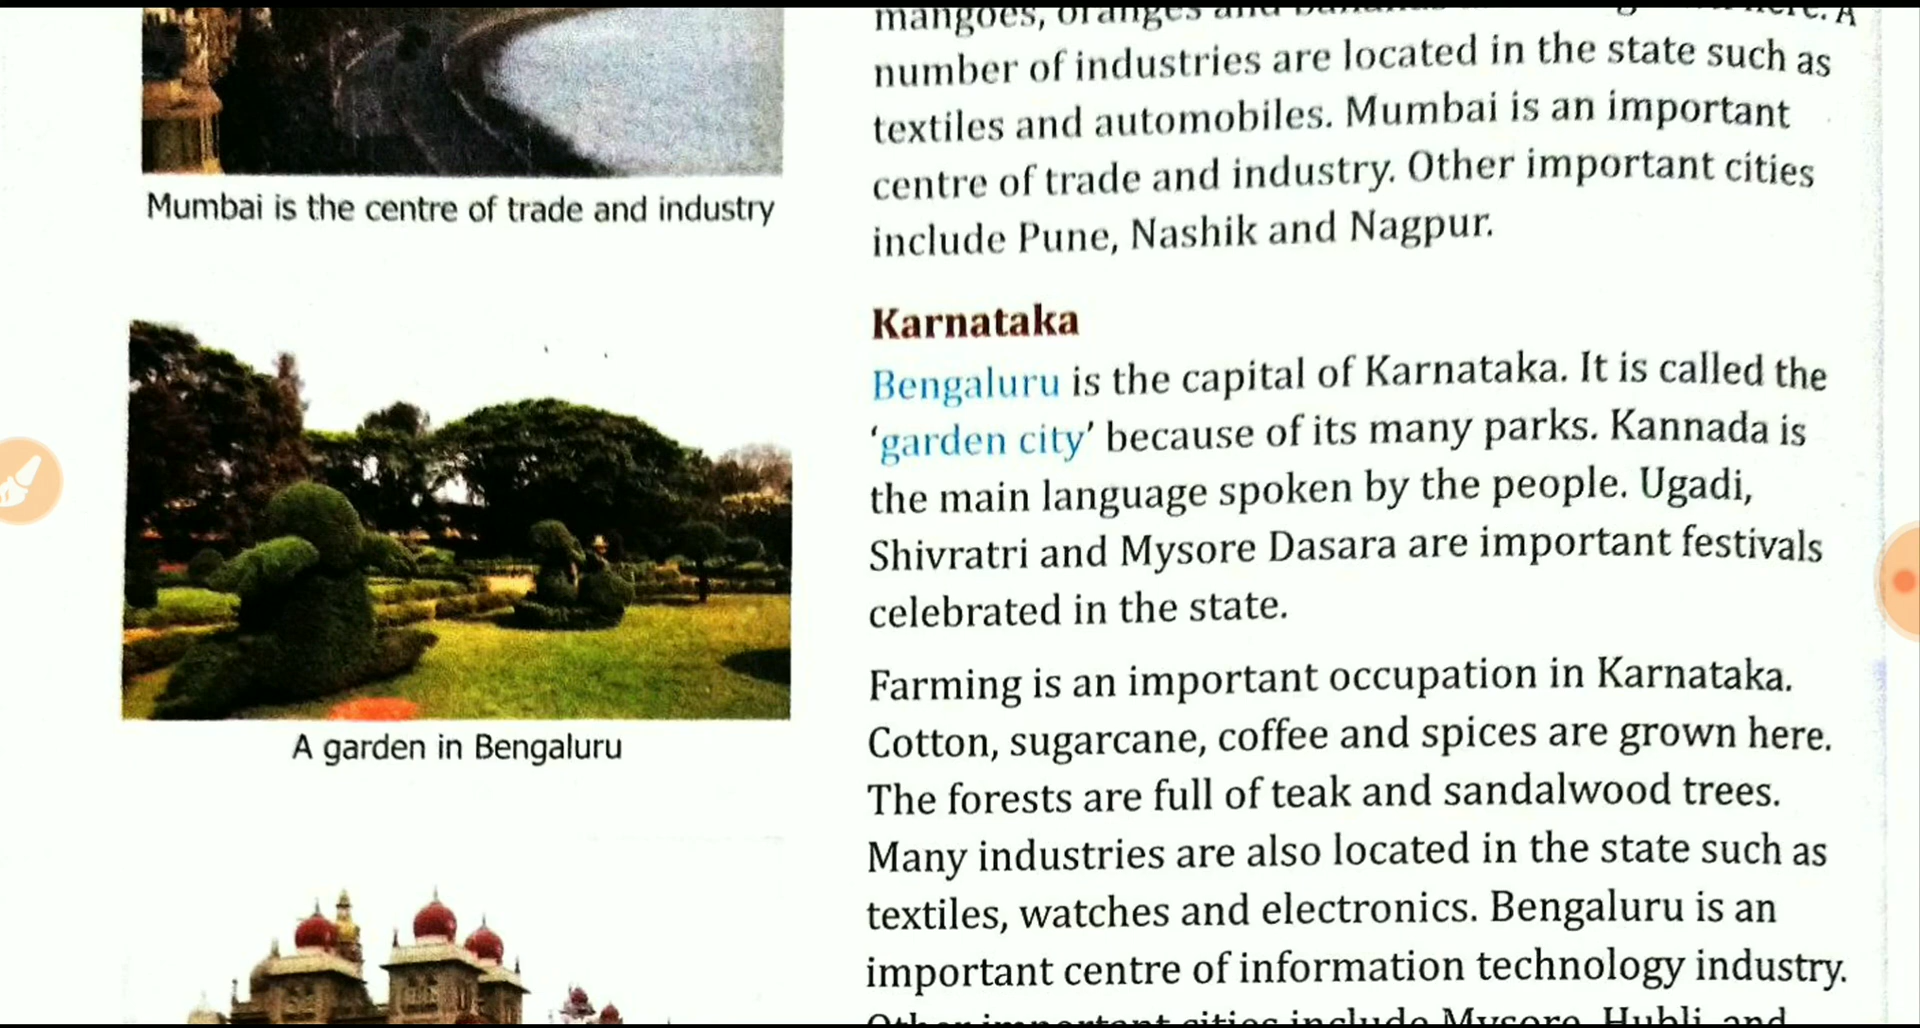 mangoes, oranges and
number of industries are located in the state such as
textiles and automobiles. Mumbai is an important
centre of trade and industry. Other important cities
include Pune, Nashik and Nagpur.
Mumbai is the centre of trade and industry
Karnataka
Bengaluru is the capital of Karnataka. It is called the
‘garden city’ because of its many parks. Kannada is
the main language spoken by the people. Ugadi,
Shivratri and Mysore Dasara are important festivals
celebrated in the state.
A garden in Bengaluru
Farming is an important occupation in Karnataka.
Cotton, sugarcane, coffee and spices are grown here.
The forests are full of teak and sandalwood trees.
Many industries are also located in the state such as
textiles, watches and electronics. Bengaluru is an
important centre of information technology industry.
Other important cities include Mysore, Hubli, and